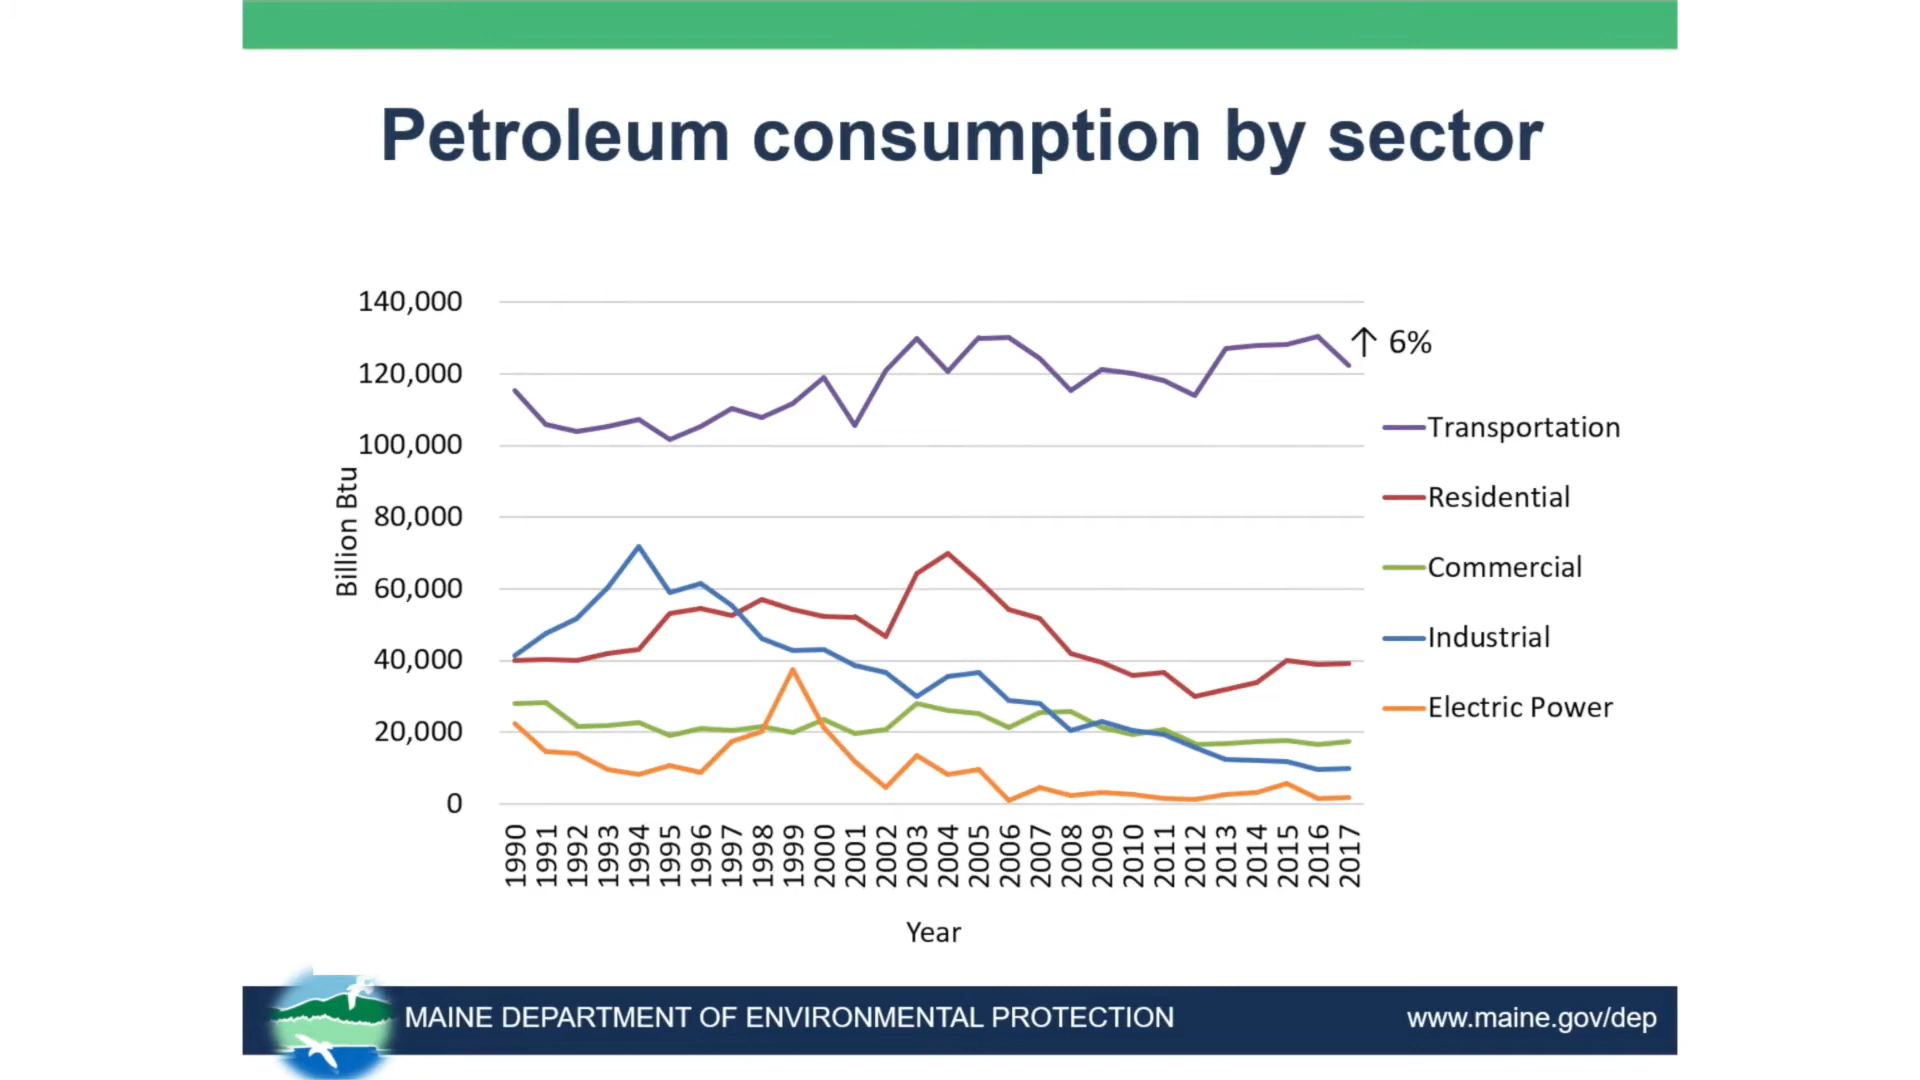 Petroleum consumption by sector
140,000
120,000
100,000
80,000
60,000
40,000
20,000
0
Billion Btu
↑ 6%
Transportation
Residential
Commercial
Industrial
Electric Power
1990 1991 1992 1993 1994 1995 1996 1997 1998 1999 2000 2001 2002 2003 2004 2005 2006 2007 2008 2009 2010 2011 2012 2013 2014 2015 2016 2017
Year
MAINE DEPARTMENT OF ENVIRONMENTAL PROTECTION www.maine.gov/dep